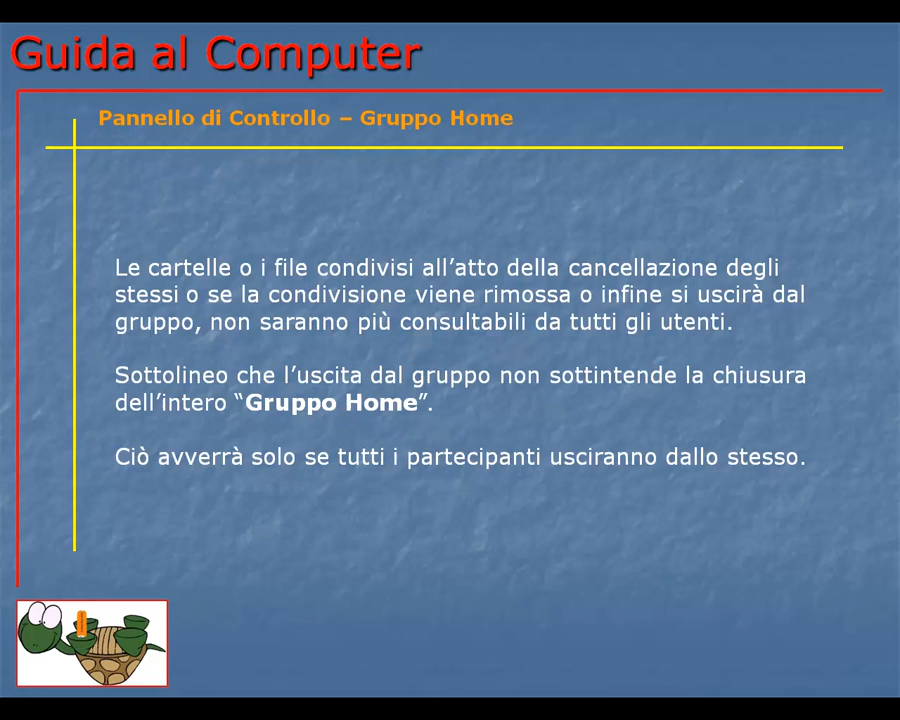 Guida al Computer
Pannello di Controllo – Gruppo Home
Le cartelle o i file condivisi all’atto della cancellazione degli
stessi o se la condivisione viene rimossa o infine si uscirà dal
gruppo, non saranno più consultabili da tutti gli utenti.
Sottolineo che l’uscita dal gruppo non sottintende la chiusura
dell’intero “Gruppo Home”.
Ciò avverrà solo se tutti i partecipanti usciranno dallo stesso.